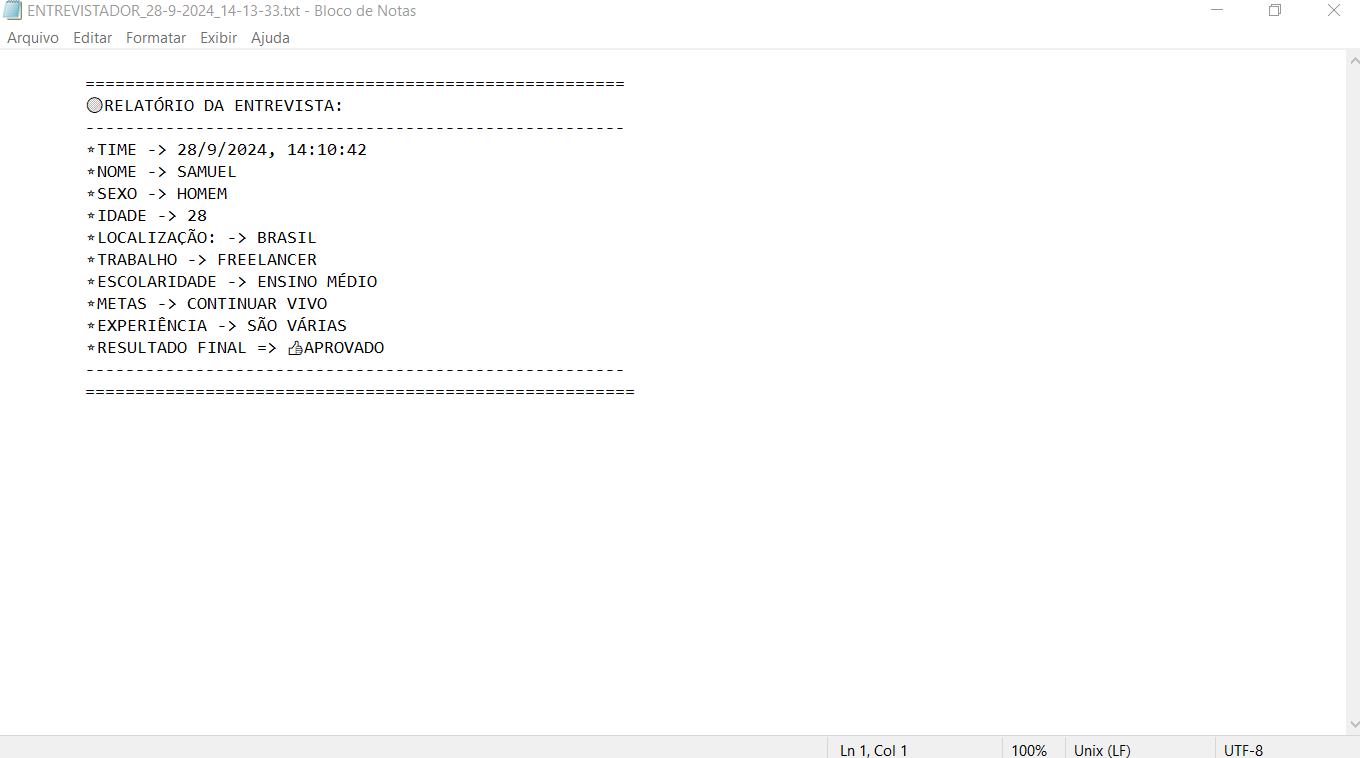 ENTREVISTADOR_28-9-2024_14-13-33.txt - Bloco de Notas
Arquivo Editar Formatar Exibir Ajuda
======================================================
🟡RELATÓRIO DA ENTREVISTA:
------------------------------------------------------
⭐TIME -> 28/9/2024, 14:10:42
⭐NOME -> SAMUEL
⭐SEXO -> HOMEM
⭐IDADE -> 28
⭐LOCALIZAÇÃO: -> BRASIL
⭐TRABALHO -> FREELANCER
⭐ESCOLARIDADE -> ENSINO MÉDIO
⭐METAS -> CONTINUAR VIVO
⭐EXPERIÊNCIA -> SÃO VÁRIAS
⭐RESULTADO FINAL => 👍APROVADO
------------------------------------------------------
=======================================================
Ln 1, Col 1 100% Unix (LF) UTF-8